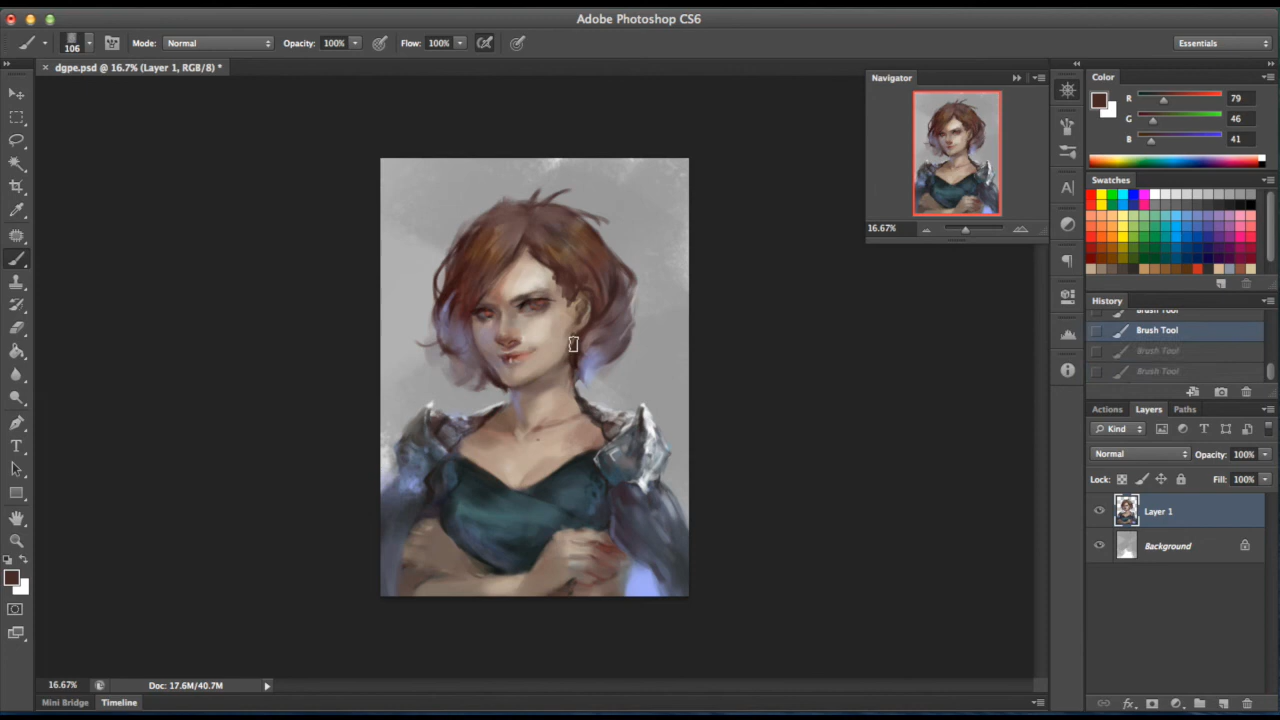 Adobe Photoshop CS6
106 Mode: Normal Opacity: 100% Flow: 100% Essentials
dgpe.psd @ 16.7% (Layer 1, RGB/8) *
Navigator
16.67%
Color
R 79
G 46
B 41
Swatches
History
Brush Tool
Brush Tool
Brush Tool
Brush Tool
Actions Layers Paths
Kind
Normal Opacity: 100%
Lock: Fill: 100%
Layer 1
Background
16.67% Doc: 17.6M/40.7M
Mini Bridge Timeline